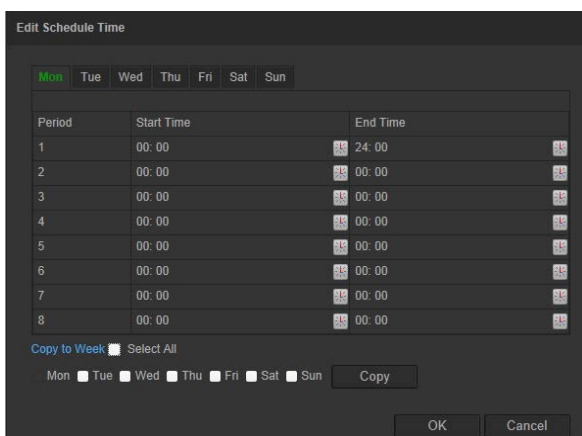 Edit Schedule Time
Mon Tue Wed Thu Fri Sat Sun
Period Start Time End Time
1 00: 00 24: 00
2 00: 00 00: 00
3 00: 00 00: 00
4 00: 00 00: 00
5 00: 00 00: 00
6 00: 00 00: 00
7 00: 00 00: 00
8 00: 00 00: 00
Copy to Week Select All
Mon Tue Wed Thu Fri Sat Sun Copy
OK Cancel